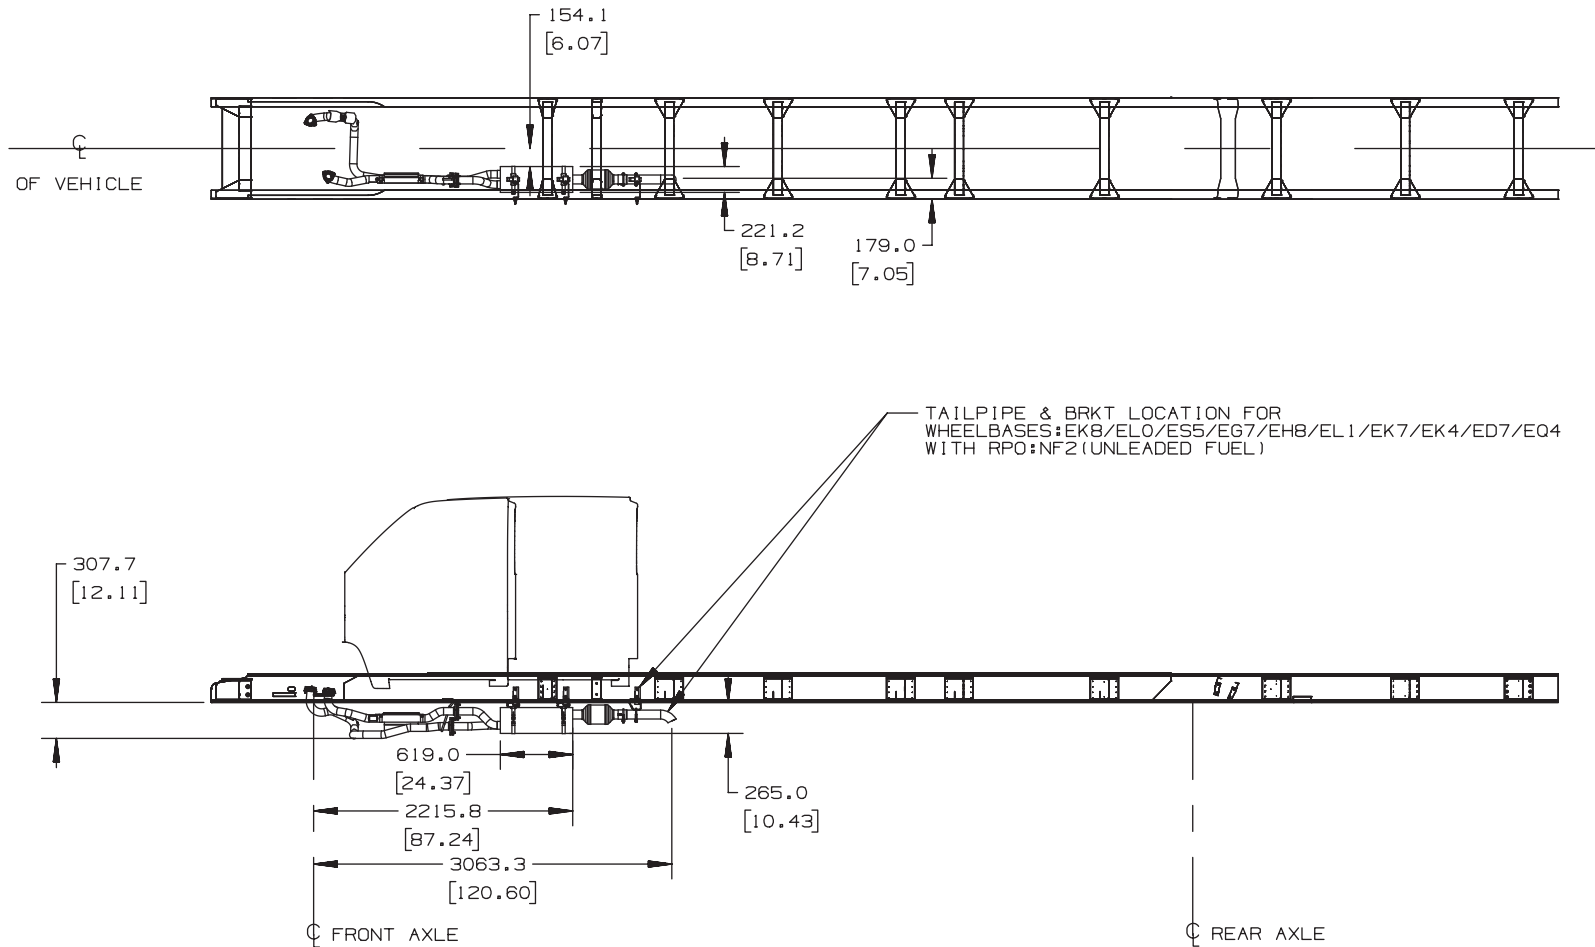 154.1
[6.07]
℄
OF VEHICLE
221.2
[8.71]
179.0
[7.05]
TAILPIPE & BRKT LOCATION FOR
WHEELBASES:EK8/EL0/ES5/EG7/EH8/EL1/EK7/EK4/ED7/EQ4
WITH RPO:NF2(UNLEADED FUEL)
307.7
[12.11]
619.0
[24.37]
265.0
[10.43]
2215.8
[87.24]
3063.3
[120.60]
℄ FRONT AXLE
℄ REAR AXLE